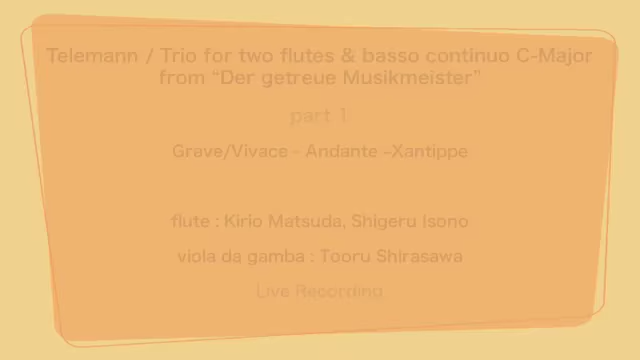 Telemann / Trio for two flutes & basso continuo C-Major
from “Der getreue Musikmeister”
part 1
Grave/Vivace - Andante -Xantippe
flute : Kirio Matsuda, Shigeru Isono
viola da gamba : Tooru Shirasawa
Live Recording